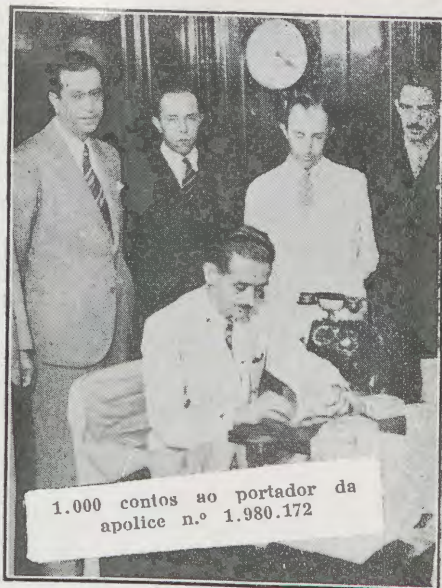 1.000 contos ao portador da
apolice n.º 1.980.172